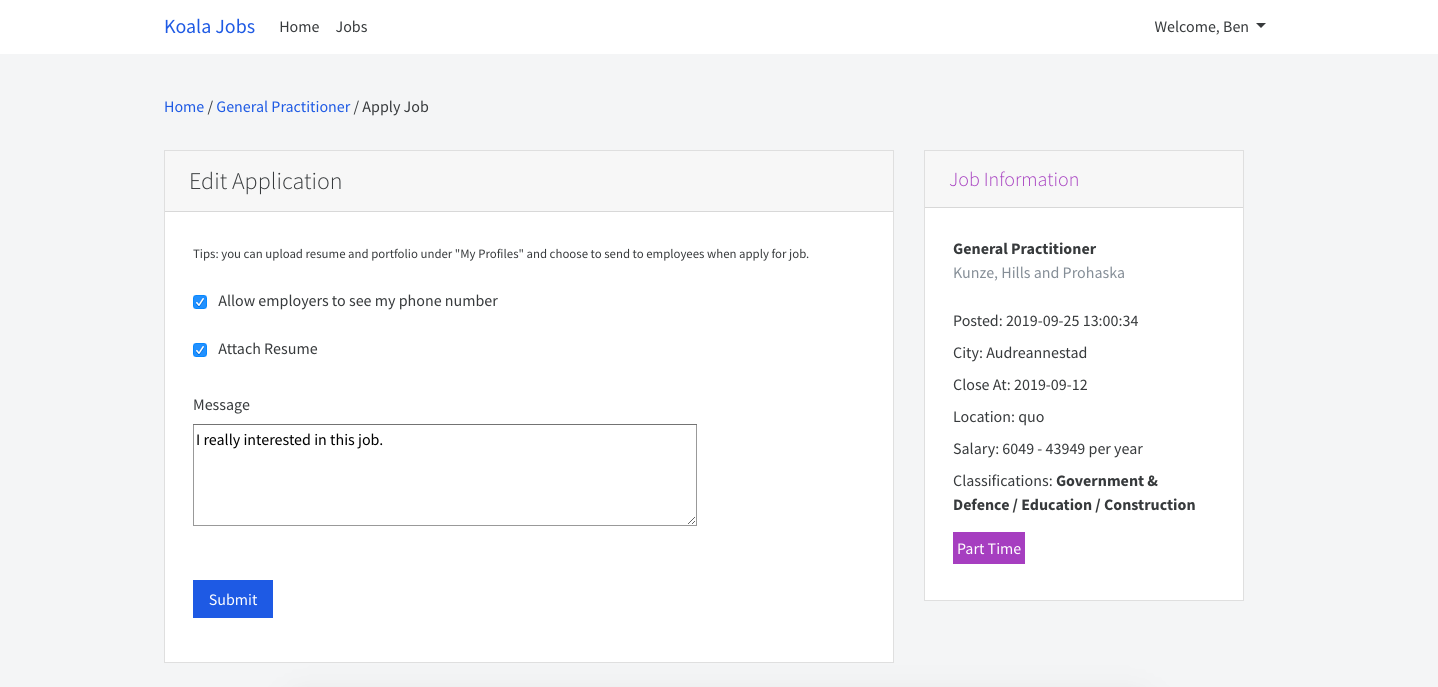 Koala Jobs Home Jobs Welcome, Ben
Home / General Practitioner / Apply Job
Edit Application
Tips: you can upload resume and portfolio under "My Profiles" and choose to send to employees when apply for job.
Allow employers to see my phone number
Attach Resume
Message
I really interested in this job.
Submit
Job Information
General Practitioner
Kunze, Hills and Prohaska
Posted: 2019-09-25 13:00:34
City: Audreannestad
Close At: 2019-09-12
Location: quo
Salary: 6049 - 43949 per year
Classifications: Government &
Defence / Education / Construction
Part Time